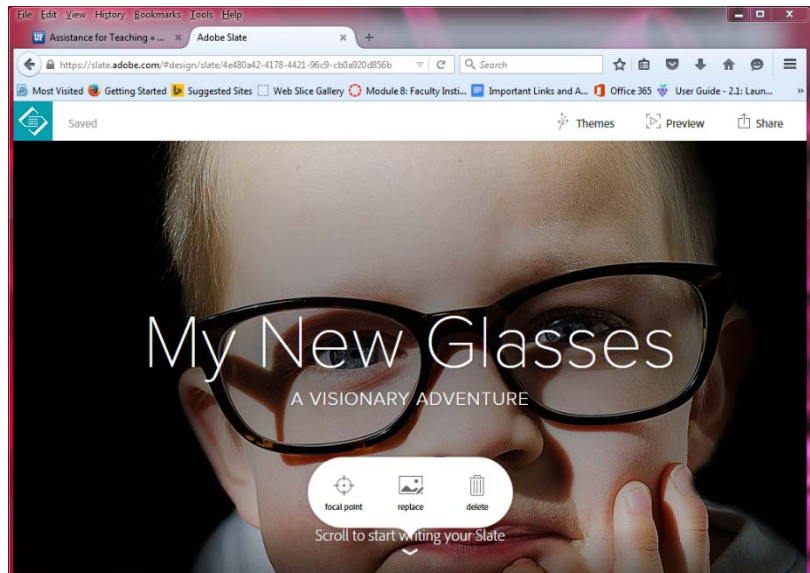 File Edit View History Bookmarks Tools Help
UT Assistance for Teaching » ... × Adobe Slate × +
https://slate.adobe.com/#design/slate/4e480a42-4178-4421-96c9-cb0a920d856b Search
Most Visited Getting Started Suggested Sites Web Slice Gallery Module 8: Faculty Insti... Important Links and A... Office 365 User Guide - 2.1: Laun... »
Saved Themes Preview Share
My New Glasses
A VISIONARY ADVENTURE
focal point replace delete
Scroll to start writing your Slate